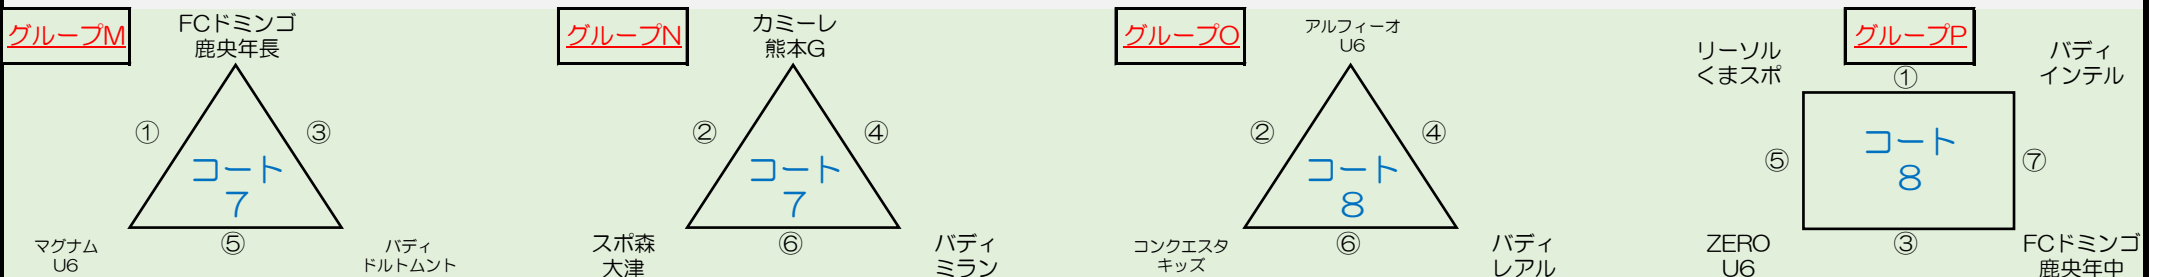 グループM
FCドミンゴ
鹿央年長
①
③
コート
7
マグナム
U6
⑤
バディ
ドルトムント
グループN
カミーレ
熊本G
②
④
コート
7
スポ森
大津
⑥
バディ
ミラン
グループO
アルフィーオ
U6
②
④
コート
8
コンクエスタ
キッズ
⑥
バディ
レアル
グループP
リーソル
くまスポ
①
バディ
インテル
⑤
コート
8
⑦
ZERO
U6
③
FCドミンゴ
鹿央年中